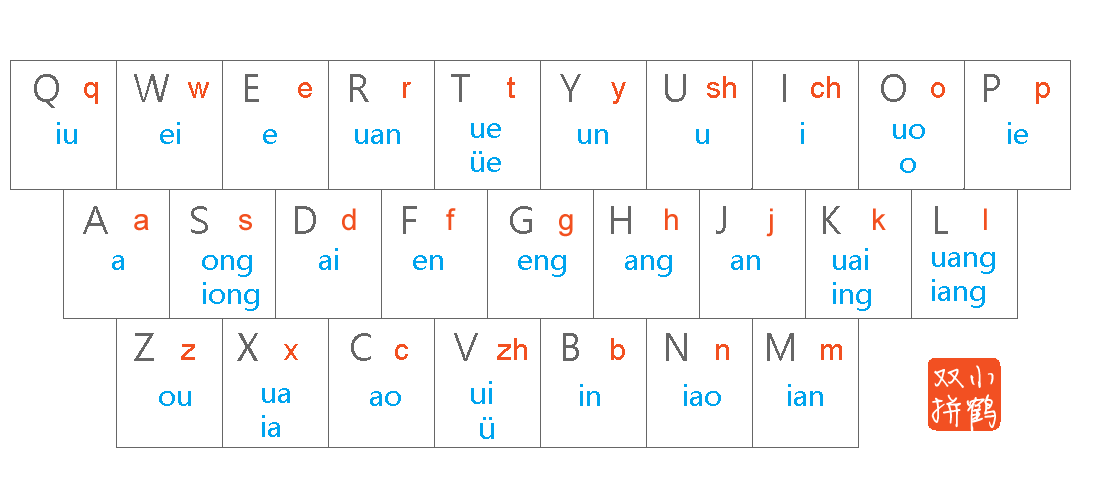 Q q W w E e R r T t Y y U sh I ch O o P p
iu ei e uan ue un u i uo ie
üe o
A a S s D d F f G g H h J j K k L l
a ong ai en eng ang an uai uang
iong ing iang
Z z X x C c V zh B b N n M m
ou ua ao ui in iao ian
ia ü
小鹤
双拼